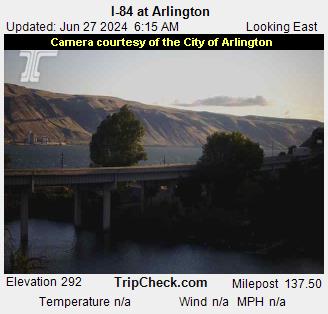 I-84 at Arlington
Updated: Jun 27 2024 6:15 AM Looking East
Camera courtesy of the City of Arlington
Elevation 292 TripCheck.com Milepost 137.50
Temperature n/a Wind n/a MPH n/a